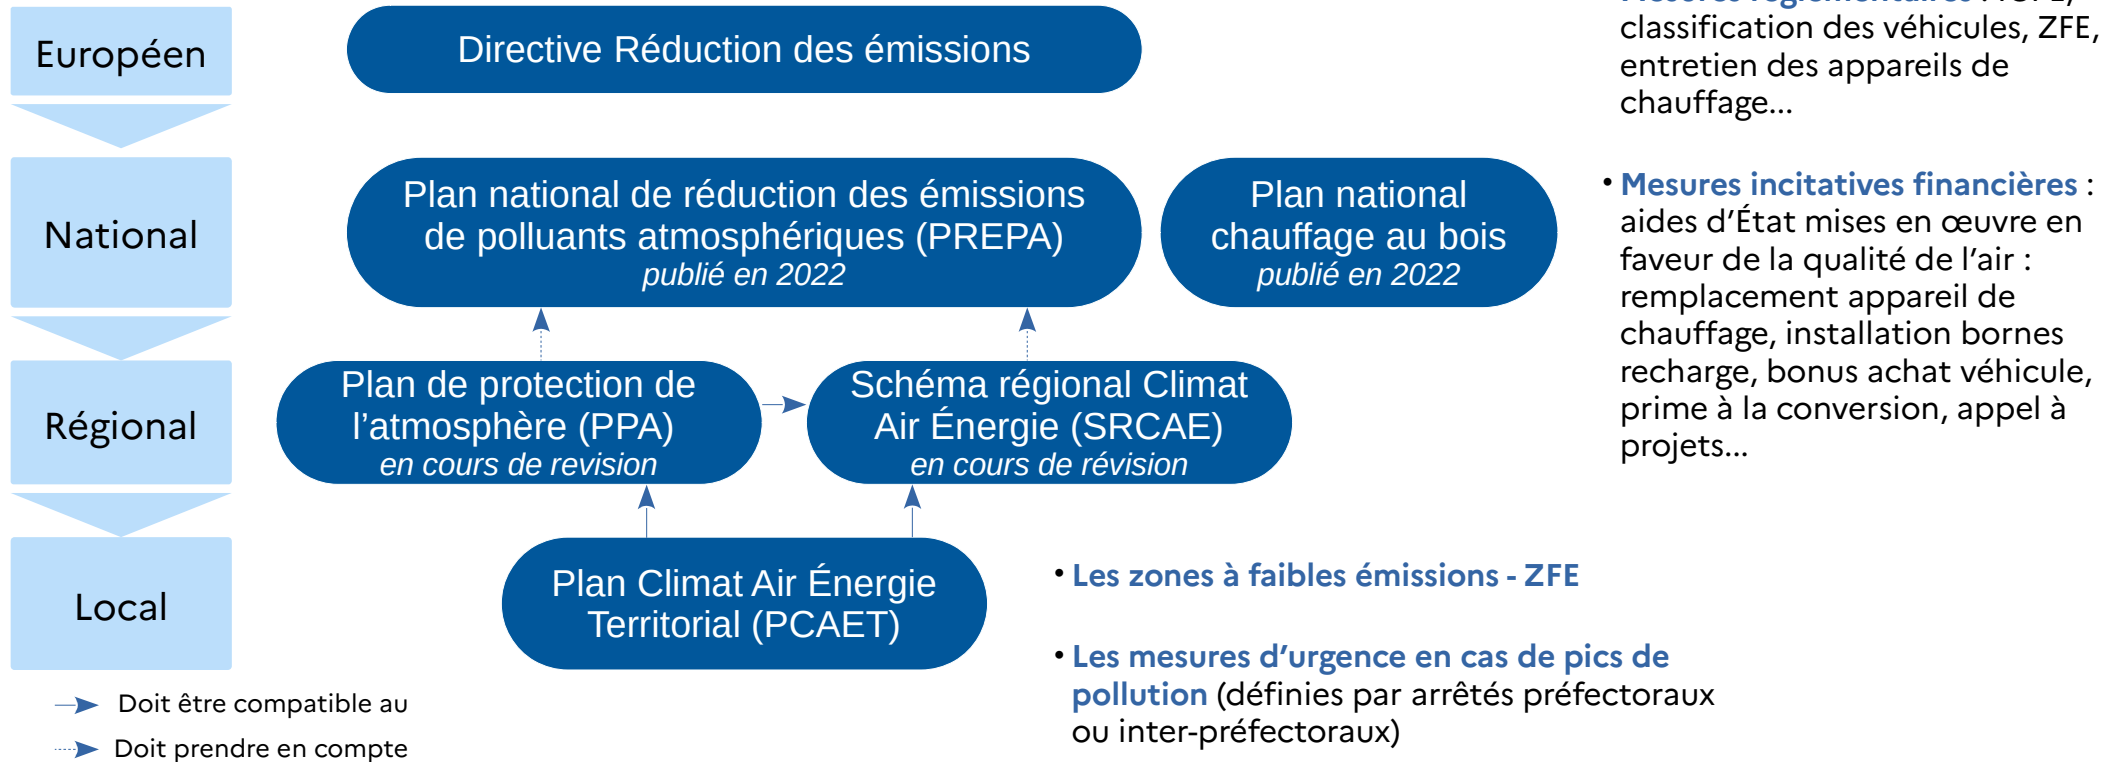 Européen
Directive Réduction des émissions
classification des véhicules, ZFE,
entretien des appareils de
chauffage...
National
Plan national de réduction des émissions
de polluants atmosphériques (PREPA)
publié en 2022
Plan national
chauffage au bois
publié en 2022
• Mesures incitatives financières :
aides d’État mises en œuvre en
faveur de la qualité de l’air :
remplacement appareil de
chauffage, installation bornes
recharge, bonus achat véhicule,
prime à la conversion, appel à
projets...
Régional
Plan de protection de
l’atmosphère (PPA)
en cours de revision
Schéma régional Climat
Air Énergie (SRCAE)
en cours de révision
Local
Plan Climat Air Énergie
Territorial (PCAET)
• Les zones à faibles émissions - ZFE
• Les mesures d’urgence en cas de pics de
pollution (définies par arrêtés préfectoraux
ou inter-préfectoraux)
Doit être compatible au
Doit prendre en compte